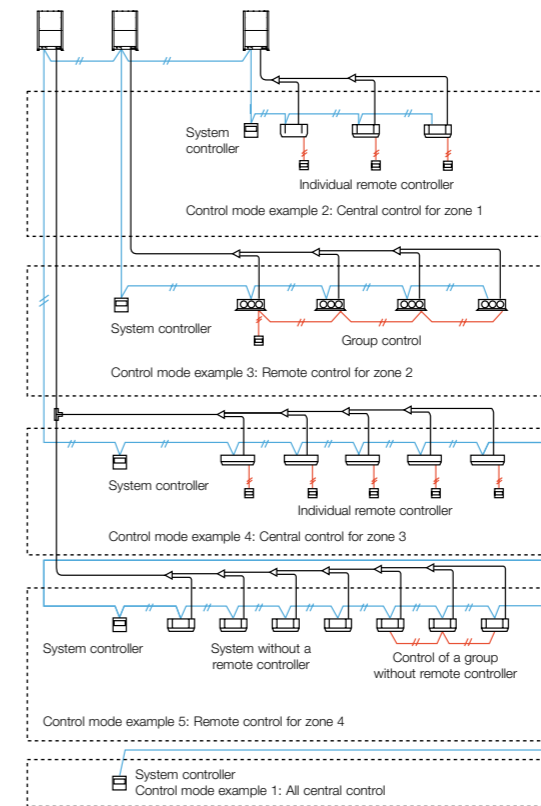 System
controller
Individual remote controller
Control mode example 2: Central control for zone 1
System controller
Group control
Control mode example 3: Remote control for zone 2
System controller
Individual remote controller
Control mode example 4: Central control for zone 3
System controller
System without a
remote controller
Control of a group
without remote controller
Control mode example 5: Remote control for zone 4
System controller
Control mode example 1: All central control